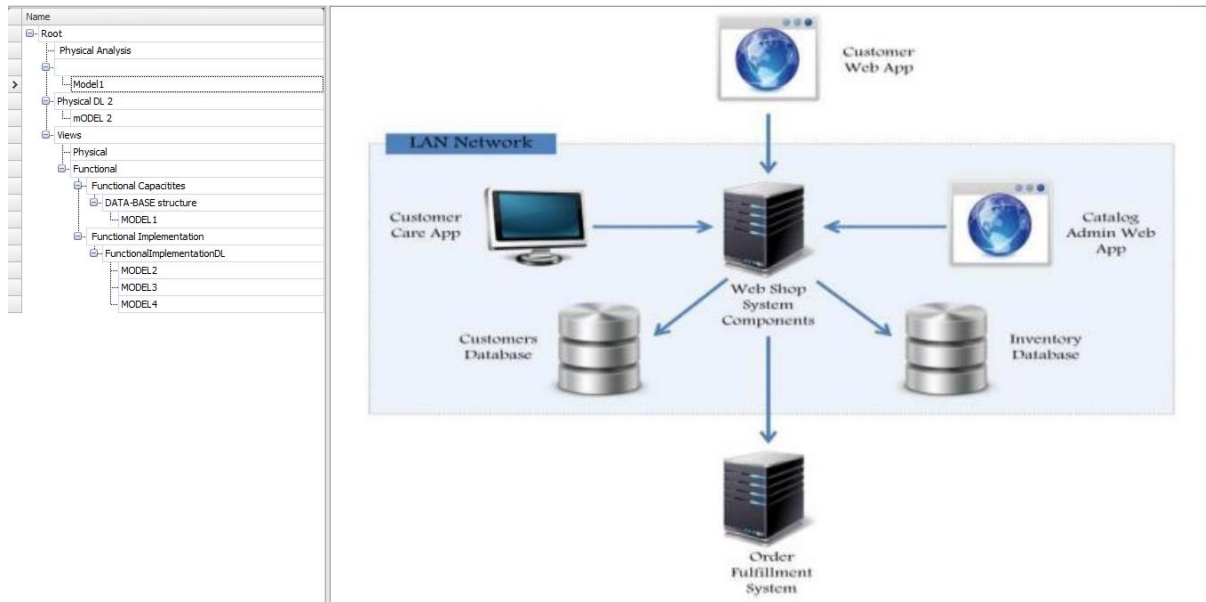 Name
Root
Physical Analysis
Model1
Physical DL 2
mODEL 2
Views
Physical
Functional
Functional Capacitites
DATA-BASE structure
MODEL1
Functional Implementation
FunctionalImplementationDL
MODEL2
MODEL3
MODEL4
Customer
Web App
LAN Network
Customer
Care App
Catalog
Admin Web
App
Web Shop
System
Components
Customers
Database
Inventory
Database
Order
Fulfillment
System